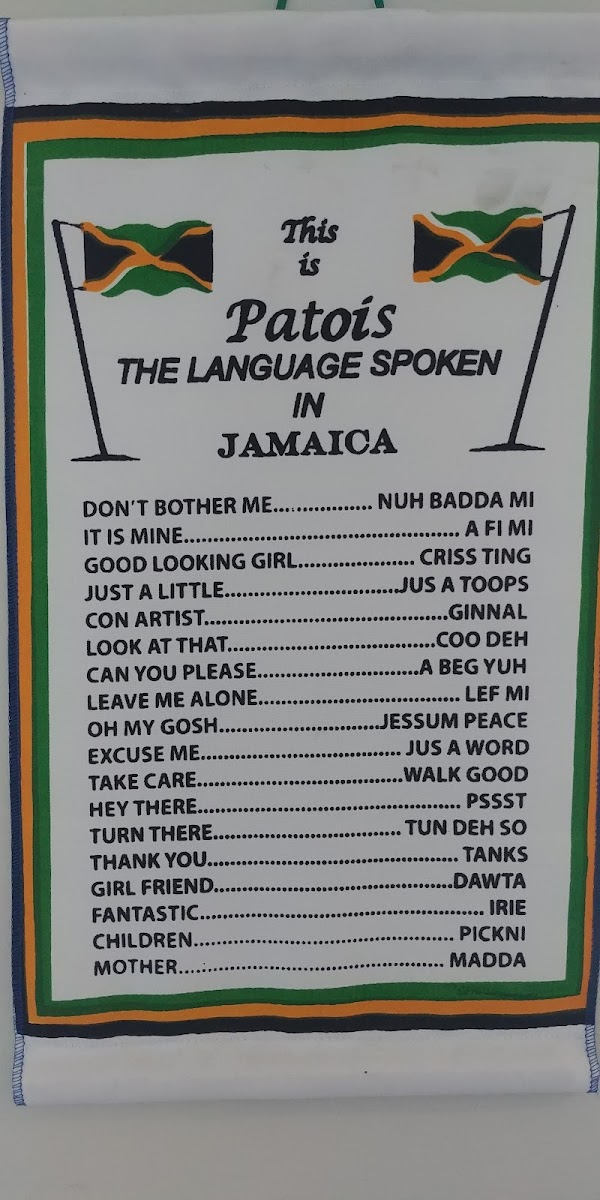 This
is
Patois
THE LANGUAGE SPOKEN
IN
JAMAICA
DON'T BOTHER ME.................. NUH BADDA MI
IT IS MINE............................................... A FI MI
GOOD LOOKING GIRL.................... CRISS TING
JUST A LITTLE..............................JUS A TOOPS
CON ARTIST..........................................GINNAL
LOOK AT THAT....................................COO DEH
CAN YOU PLEASE............................A BEG YUH
LEAVE ME ALONE................................... LEF MI
OH MY GOSH............................JESSUM PEACE
EXCUSE ME.................................. JUS A WORD
TAKE CARE...................................WALK GOOD
HEY THERE............................................. PSSST
TURN THERE................................ TUN DEH SO
THANK YOU.......................................... TANKS
GIRL FRIEND.........................................DAWTA
FANTASTIC................................................ IRIE
CHILDREN............................................ PICKNI
MOTHER............................................. MADDA